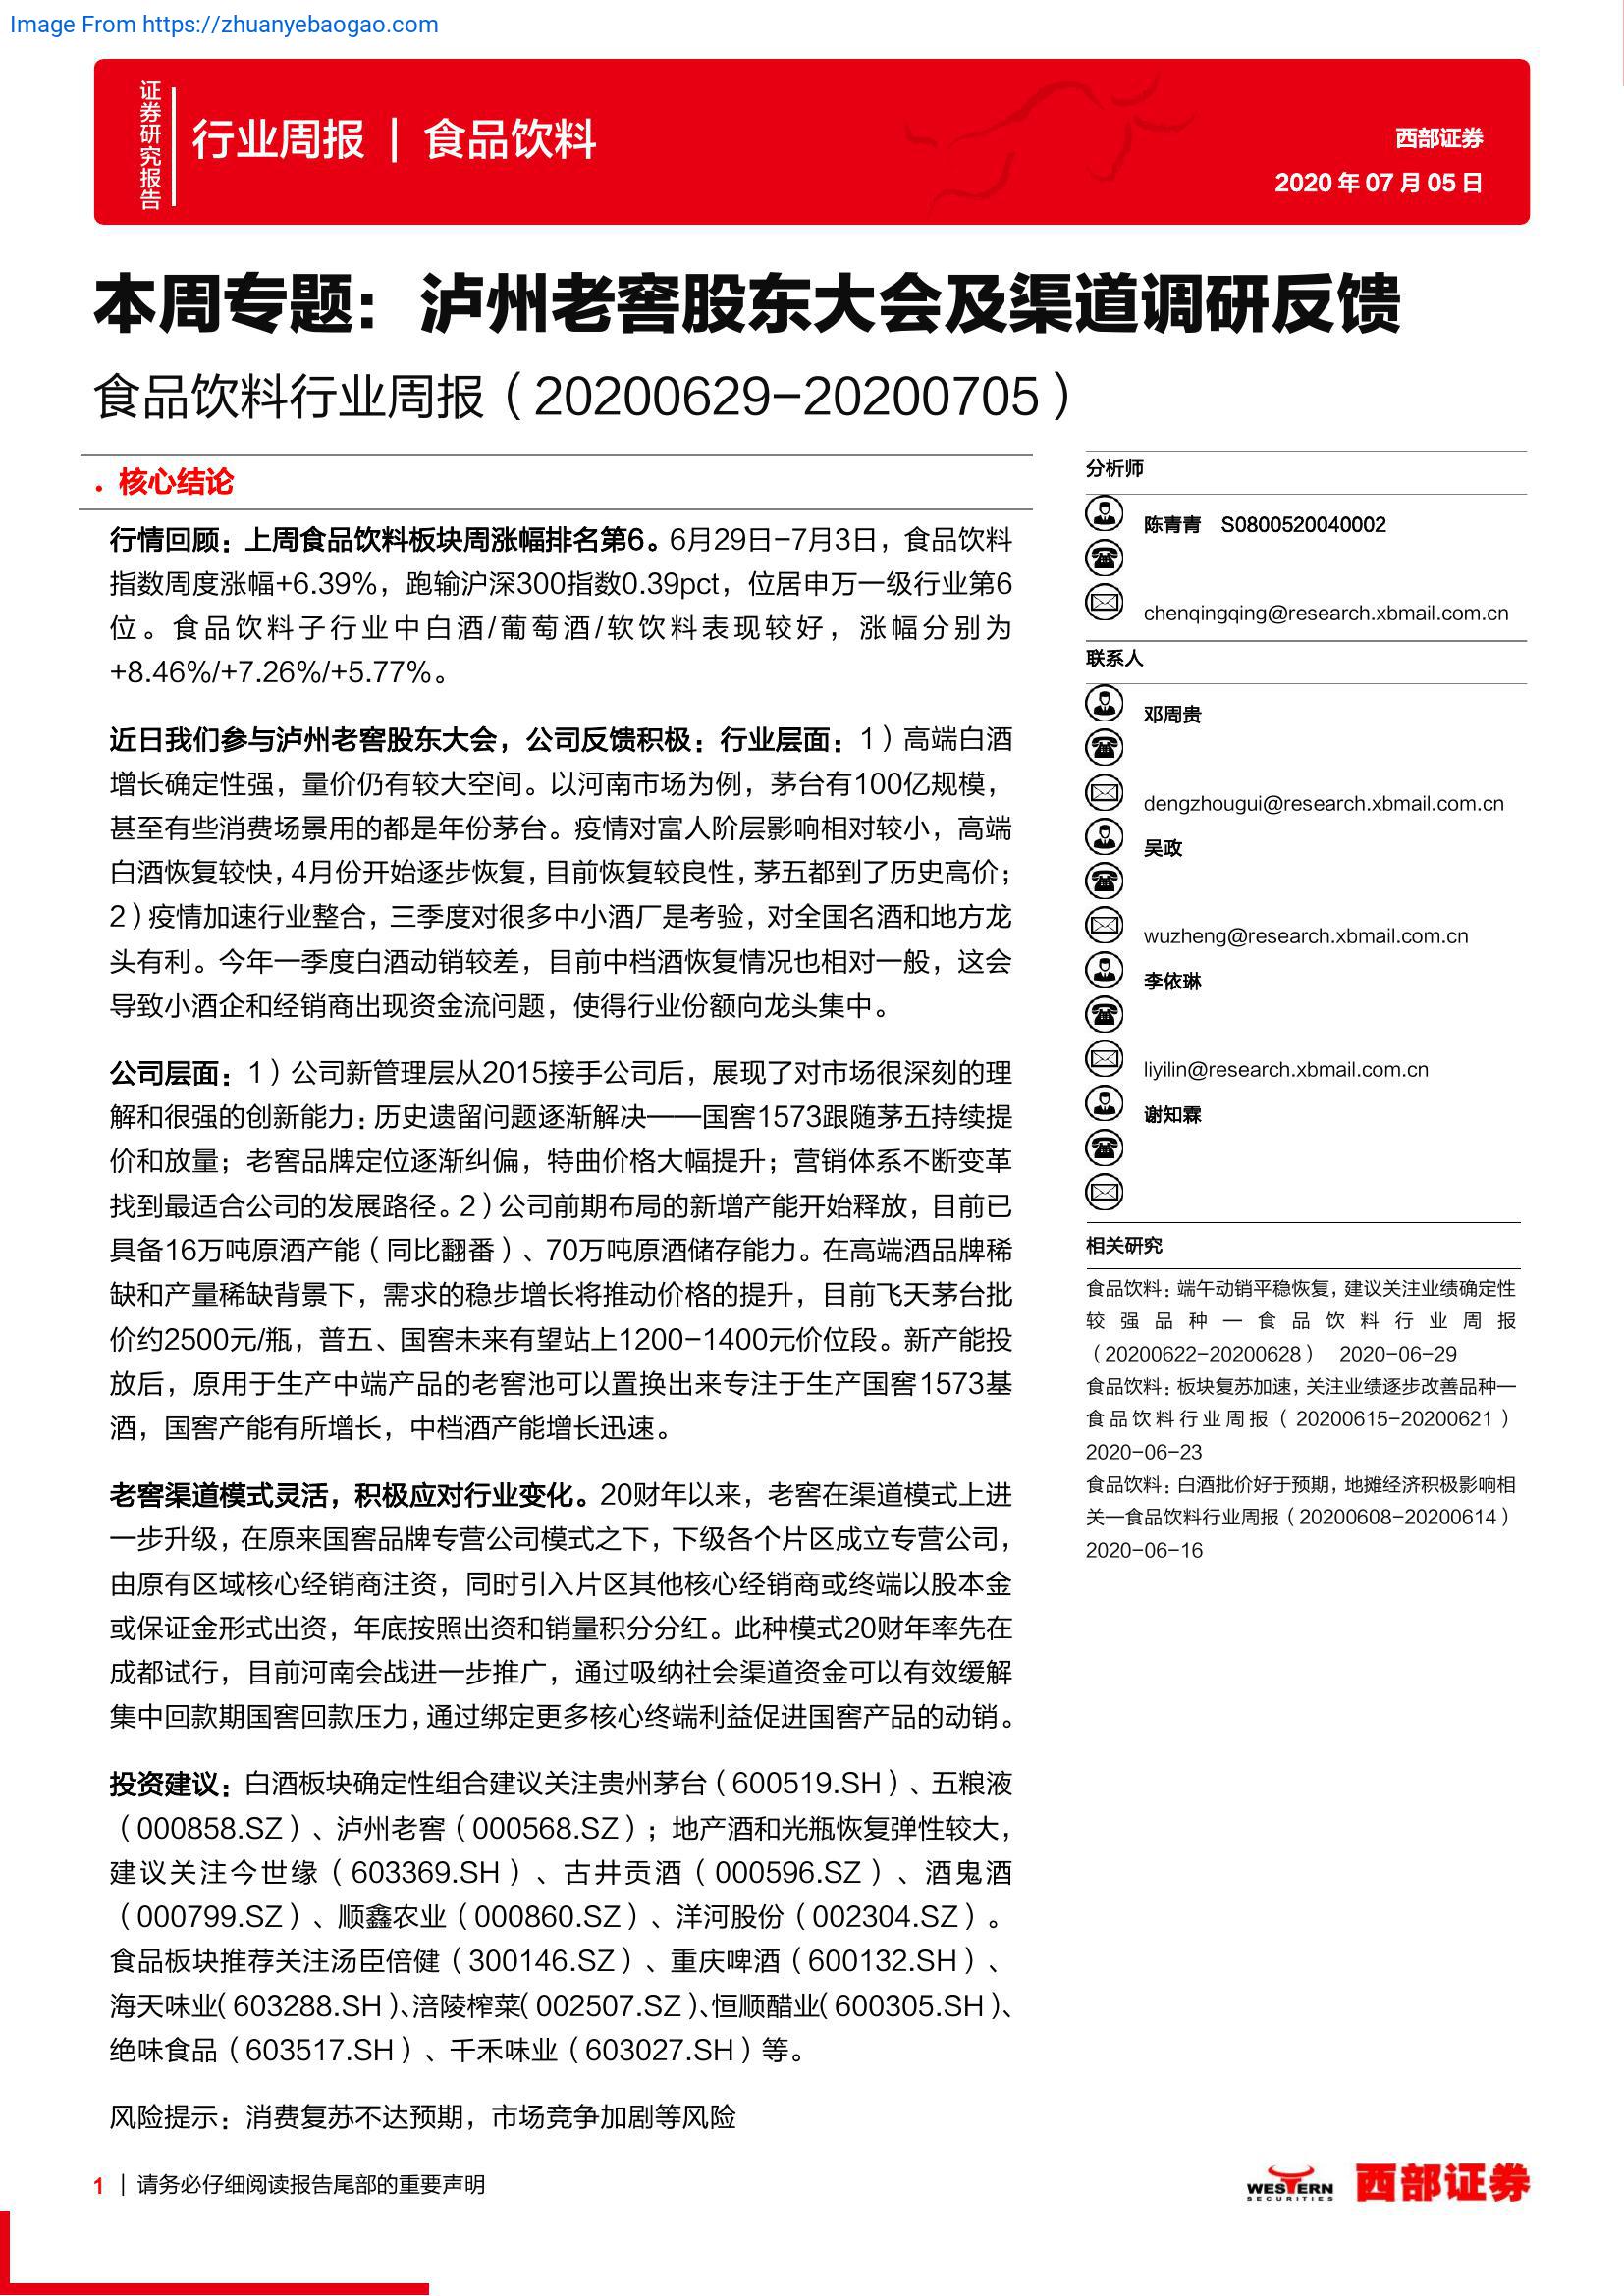 Image From https://zhuanyebaogao.com
证券研究报告
行业周报 | 食品饮料
西部证券
2020 年 07 月 05 日
本周专题：泸州老窖股东大会及渠道调研反馈
食品饮料行业周报（20200629-20200705）
• 核心结论
行情回顾：上周食品饮料板块周涨幅排名第6。6月29日-7月3日，食品饮料
指数周度涨幅+6.39%，跑输沪深300指数0.39pct，位居申万一级行业第6
位。食品饮料子行业中白酒/葡萄酒/软饮料表现较好，涨幅分别为
+8.46%/+7.26%/+5.77%。
近日我们参与泸州老窖股东大会，公司反馈积极：行业层面：1）高端白酒
增长确定性强，量价仍有较大空间。以河南市场为例，茅台有100亿规模，
甚至有些消费场景用的都是年份茅台。疫情对富人阶层影响相对较小，高端
白酒恢复较快，4月份开始逐步恢复，目前恢复较良性，茅五都到了历史高价；
2）疫情加速行业整合，三季度对很多中小酒厂是考验，对全国名酒和地方龙
头有利。今年一季度白酒动销较差，目前中档酒恢复情况也相对一般，这会
导致小酒企和经销商出现资金流问题，使得行业份额向龙头集中。
公司层面：1）公司新管理层从2015接手公司后，展现了对市场很深刻的理
解和很强的创新能力：历史遗留问题逐渐解决——国窖1573跟随茅五持续提
价和放量；老窖品牌定位逐渐纠偏，特曲价格大幅提升；营销体系不断变革
找到最适合公司的发展路径。2）公司前期布局的新增产能开始释放，目前已
具备16万吨原酒产能（同比翻番）、70万吨原酒储存能力。在高端酒品牌稀
缺和产量稀缺背景下，需求的稳步增长将推动价格的提升，目前飞天茅台批
价约2500元/瓶，普五、国窖未来有望站上1200-1400元价位段。新产能投
放后，原用于生产中端产品的老窖池可以置换出来专注于生产国窖1573基
酒，国窖产能有所增长，中档酒产能增长迅速。
老窖渠道模式灵活，积极应对行业变化。20财年以来，老窖在渠道模式上进
一步升级，在原来国窖品牌专营公司模式之下，下级各个片区成立专营公司，
由原有区域核心经销商注资，同时引入片区其他核心经销商或终端以股本金
或保证金形式出资，年底按照出资和销量积分分红。此种模式20财年率先在
成都试行，目前河南会战进一步推广，通过吸纳社会渠道资金可以有效缓解
集中回款期国窖回款压力，通过绑定更多核心终端利益促进国窖产品的动销。
投资建议：白酒板块确定性组合建议关注贵州茅台（600519.SH）、五粮液
（000858.SZ）、泸州老窖（000568.SZ）；地产酒和光瓶恢复弹性较大，
建议关注今世缘（603369.SH）、古井贡酒（000596.SZ）、酒鬼酒
（000799.SZ）、顺鑫农业（000860.SZ）、洋河股份（002304.SZ）。
食品板块推荐关注汤臣倍健（300146.SZ）、重庆啤酒（600132.SH）、
海天味业（603288.SH）、涪陵榨菜（002507.SZ）、恒顺醋业（600305.SH）、
绝味食品（603517.SH）、千禾味业（603027.SH）等。
风险提示：消费复苏不达预期，市场竞争加剧等风险
分析师
陈青青 S0800520040002
chenqingqing@research.xbmail.com.cn
联系人
邓周贵
dengzhougui@research.xbmail.com.cn
吴政
wuzheng@research.xbmail.com.cn
李依琳
liyilin@research.xbmail.com.cn
谢知霖
相关研究
食品饮料：端午动销平稳恢复，建议关注业绩确定性
较强品种—食品饮料行业周报
（20200622-20200628） 2020-06-29
食品饮料：板块复苏加速，关注业绩逐步改善品种—
食品饮料行业周报（20200615-20200621）
2020-06-23
食品饮料：白酒批价好于预期，地摊经济积极影响相
关—食品饮料行业周报（20200608-20200614）
2020-06-16
1 | 请务必仔细阅读报告尾部的重要声明
WESTERN
SECURITIES
西部证券